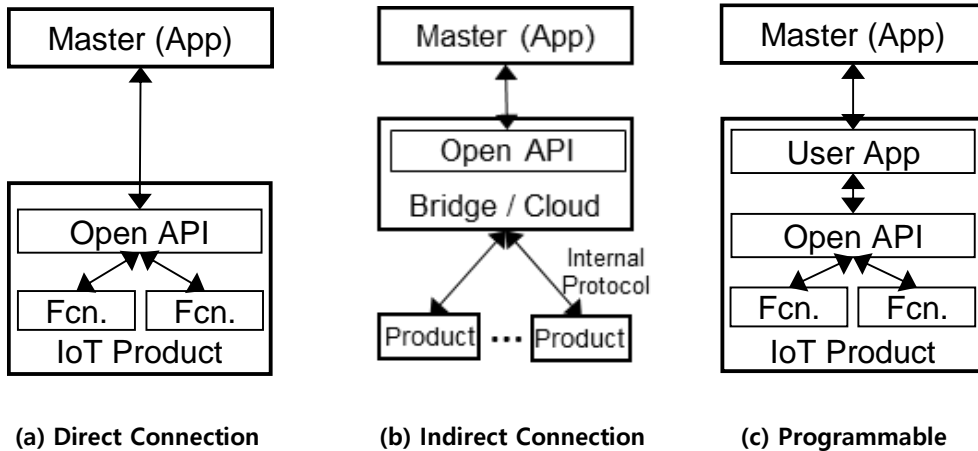 Master (App)
Open API
Fcn.
Fcn.
IoT Product
(a) Direct Connection
Master (App)
Open API
Bridge / Cloud
Internal
Protocol
Product
...
Product
(b) Indirect Connection
Master (App)
User App
Open API
Fcn.
Fcn.
IoT Product
(c) Programmable